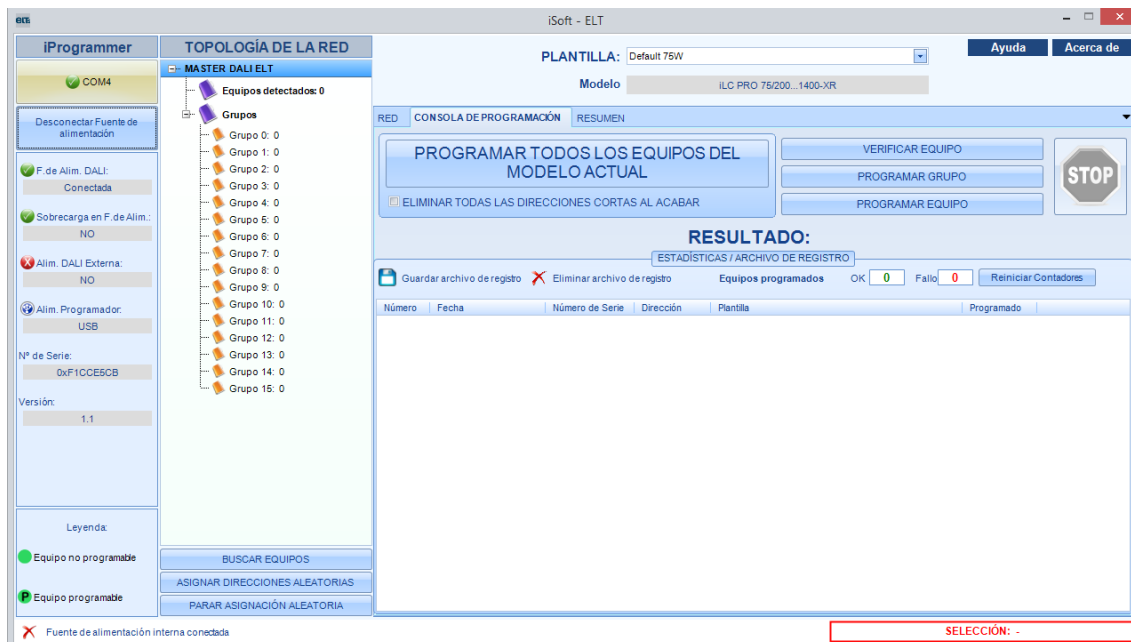 elt
iSoft - ELT
iProgrammer
COM4
Desconectar Fuente de
alimentación
F.de Alim. DALI:
Conectada
Sobrecarga en F.de Alim.:
NO
Alim. DALI Externa:
NO
Alim. Programador:
USB
Nº de Serie:
0xF1CCE5CB
Versión:
1.1
Leyenda:
Equipo no programable
P
Equipo programable
TOPOLOGÍA DE LA RED
MASTER DALI ELT
Equipos detectados: 0
Grupos
Grupo 0: 0
Grupo 1: 0
Grupo 2: 0
Grupo 3: 0
Grupo 4: 0
Grupo 5: 0
Grupo 6: 0
Grupo 7: 0
Grupo 8: 0
Grupo 9: 0
Grupo 10: 0
Grupo 11: 0
Grupo 12: 0
Grupo 13: 0
Grupo 14: 0
Grupo 15: 0
BUSCAR EQUIPOS
ASIGNAR DIRECCIONES ALEATORIAS
PARAR ASIGNACIÓN ALEATORIA
PLANTILLA: Default 75W
Ayuda
Acerca de
Modelo iLC PRO 75/200...1400-XR
RED CONSOLA DE PROGRAMACIÓN RESUMEN
PROGRAMAR TODOS LOS EQUIPOS DEL
MODELO ACTUAL
ELIMINAR TODAS LAS DIRECCIONES CORTAS AL ACABAR
VERIFICAR EQUIPO
PROGRAMAR GRUPO
PROGRAMAR EQUIPO
STOP
RESULTADO:
ESTADÍSTICAS / ARCHIVO DE REGISTRO
Guardar archivo de registro Eliminar archivo de registro Equipos programados OK 0 Fallo 0 Reiniciar Contadores
Número Fecha Número de Serie Dirección Plantilla Programado
Fuente de alimentación interna conectada
SELECCIÓN: -